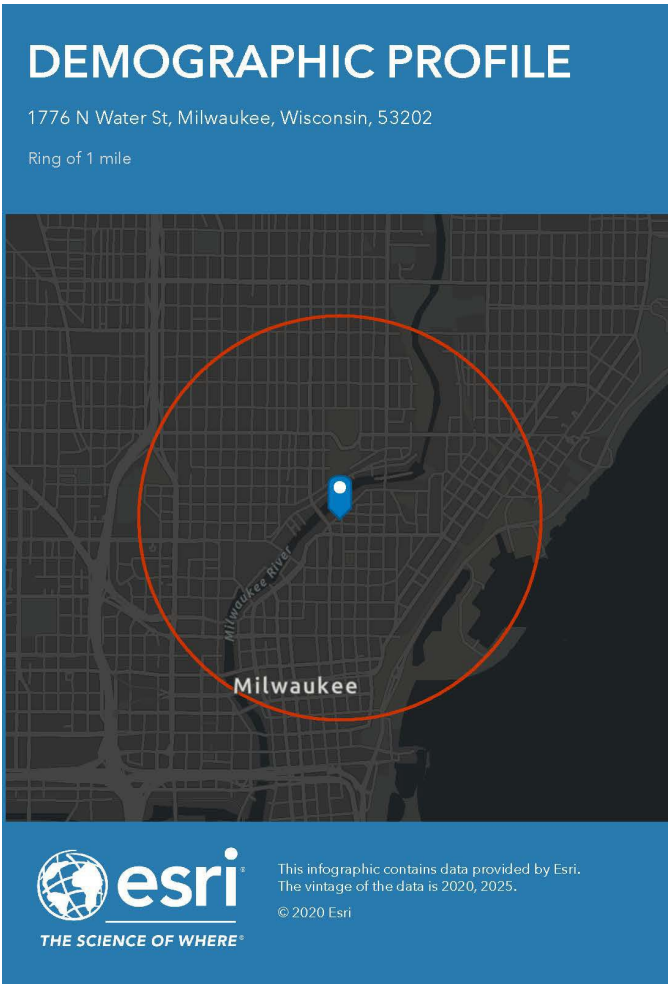 DEMOGRAPHIC PROFILE
1776 N Water St, Milwaukee, Wisconsin, 53202
Ring of 1 mile
Milwaukee River
Milwaukee
esri®
THE SCIENCE OF WHERE®
This infographic contains data provided by Esri.
The vintage of the data is 2020, 2025.
© 2020 Esri